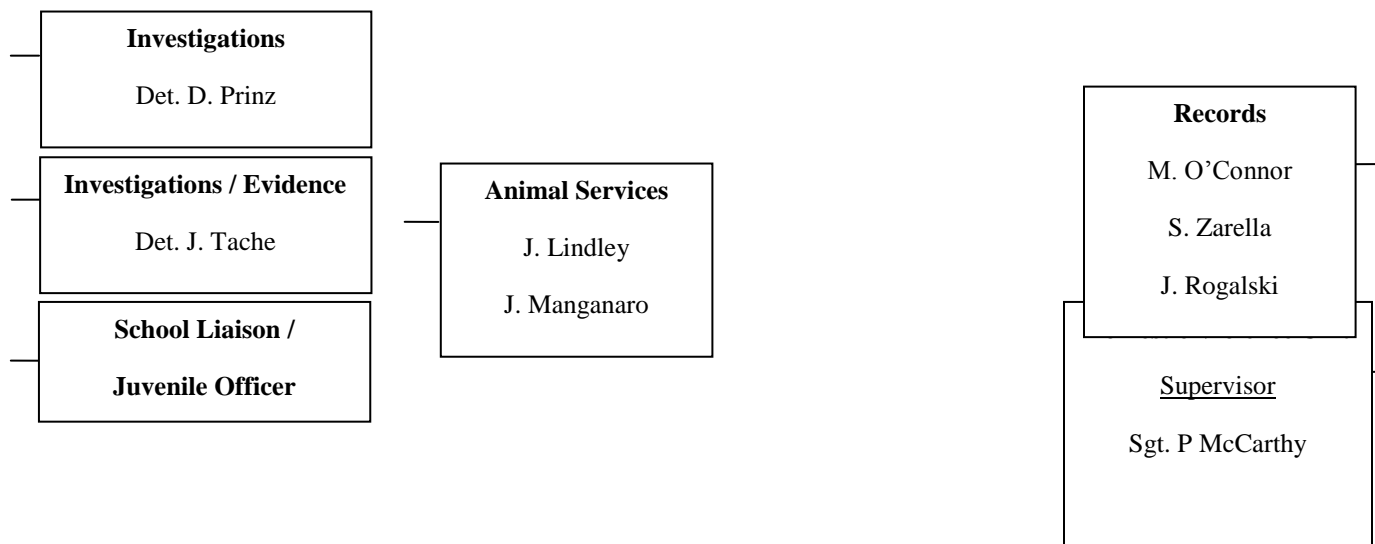 Investigations
Det. D. Prinz
Investigations / Evidence
Det. J. Tache
School Liaison /
Juvenile Officer
Animal Services
J. Lindley
J. Manganaro
Records
M. O’Connor
S. Zarella
J. Rogalski
Supervisor
Sgt. P McCarthy